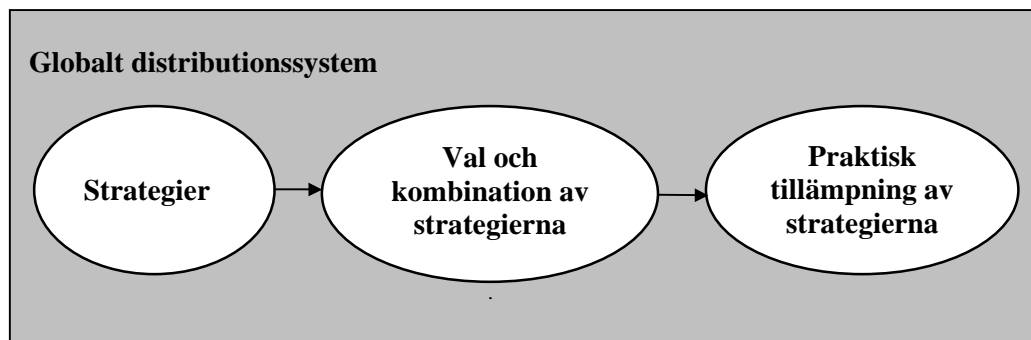 Globalt distributionssystem
Strategier
Val och
kombination av
strategierna
Praktisk
tillämpning av
strategierna
.